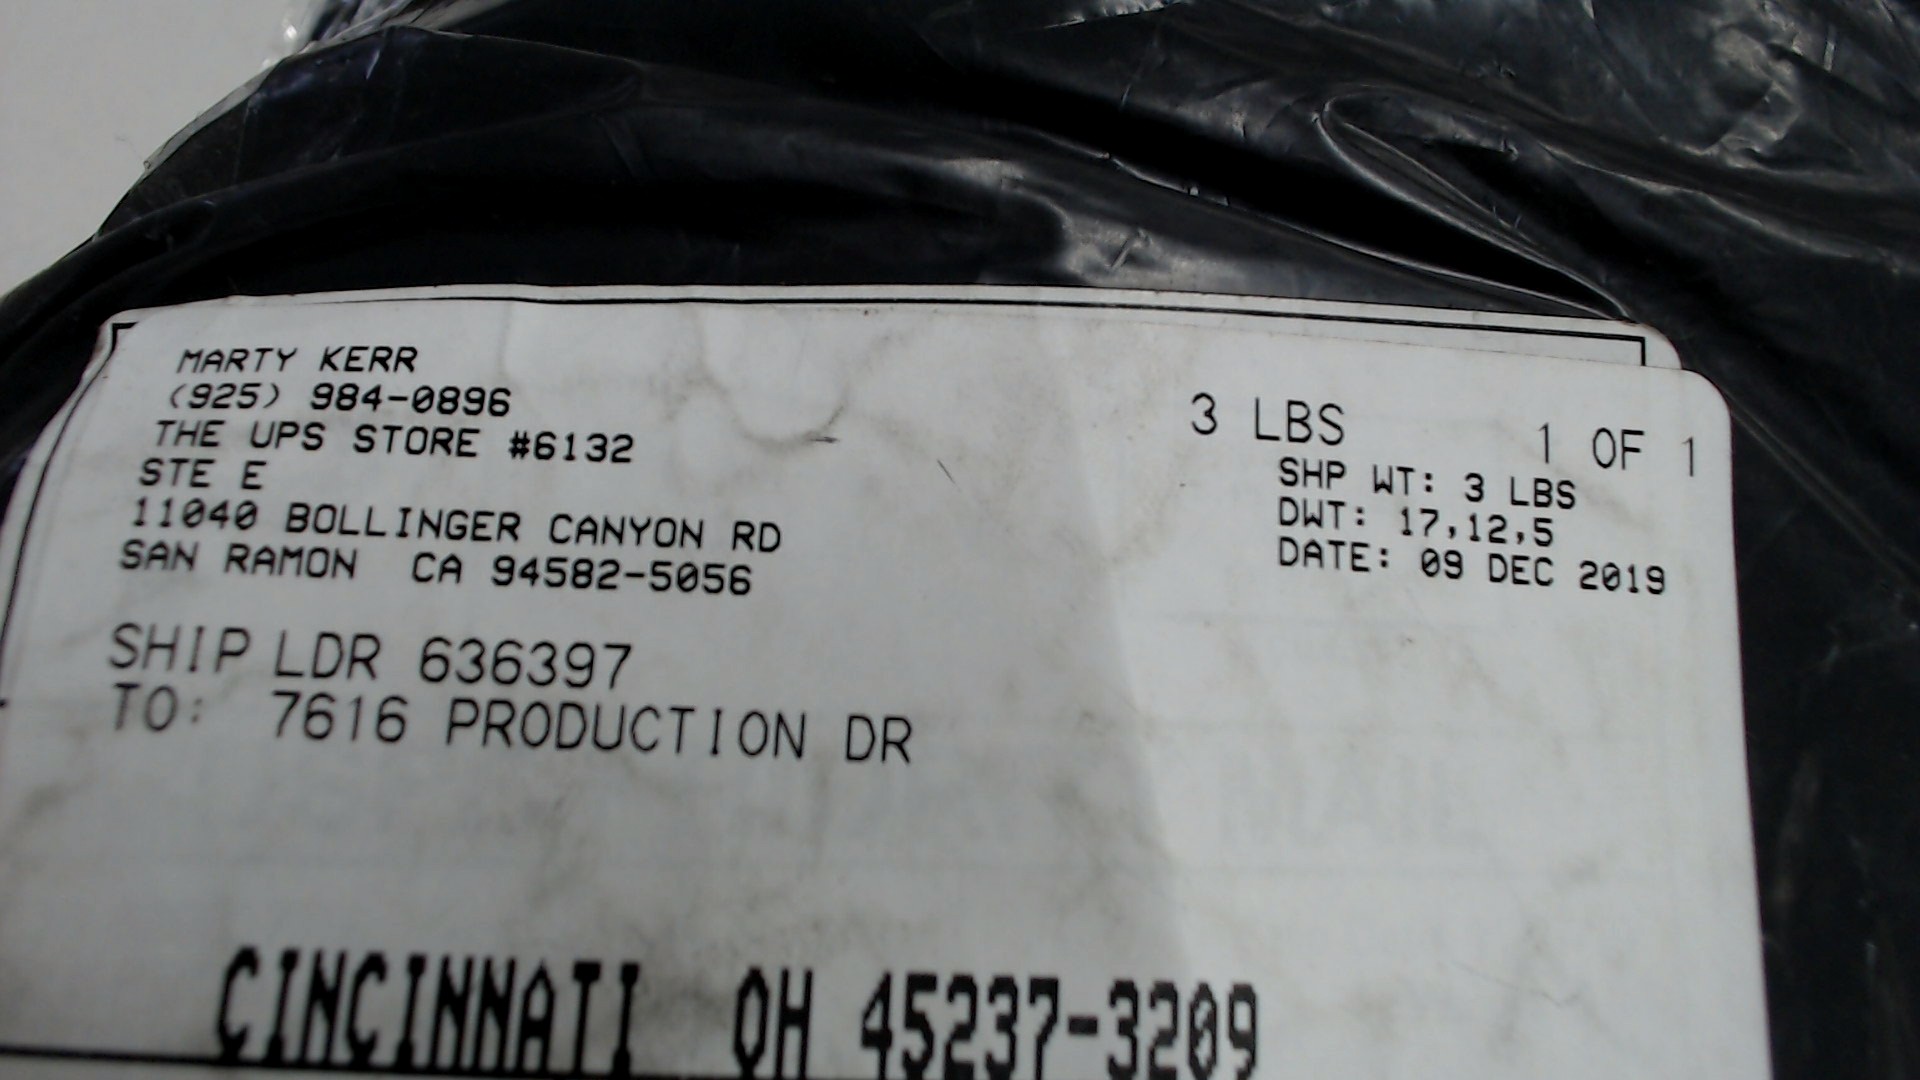 MARTY KERR
(925) 984-0896
THE UPS STORE #6132
STE E
11040 BOLLINGER CANYON RD
SAN RAMON CA 94582-5056
3 LBS 1 OF 1
SHP WT: 3 LBS
DWT: 17,12,5
DATE: 09 DEC 2019
SHIP LDR 636397
TO: 7616 PRODUCTION DR
CINCINNATI OH 45237-3209